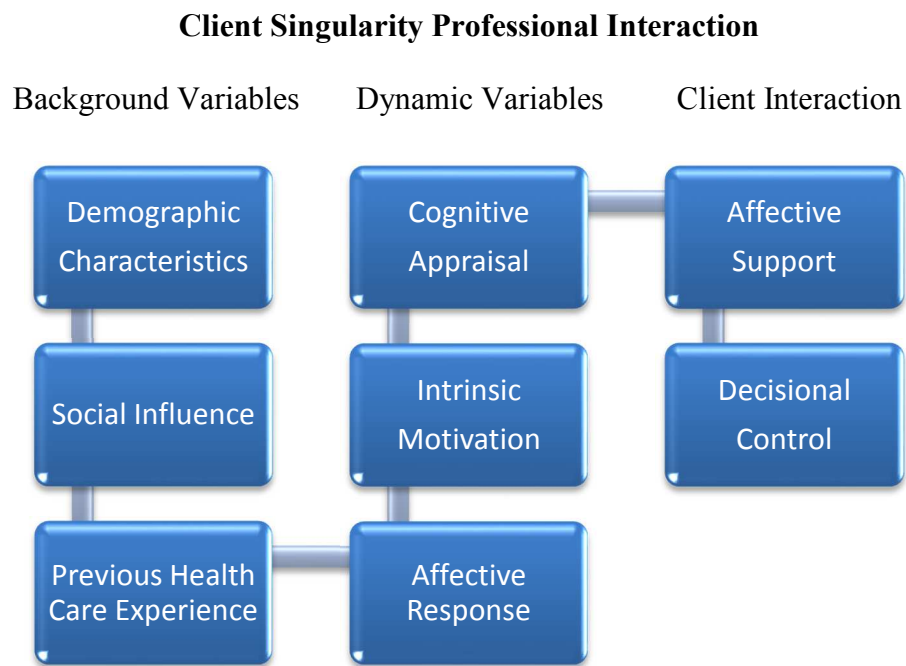 Client Singularity Professional Interaction
Background Variables
Dynamic Variables
Client Interaction
Demographic
Characteristics
Cognitive
Appraisal
Affective
Support
Social Influence
Intrinsic
Motivation
Decisional
Control
Previous Health
Care Experience
Affective
Response